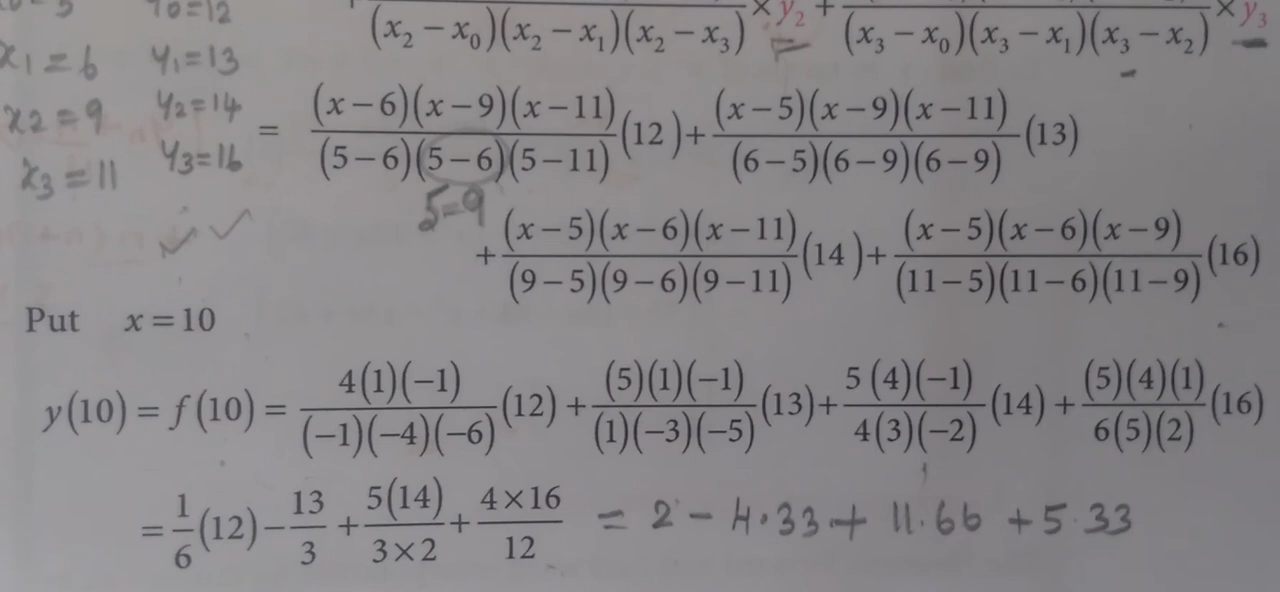 y0=12
(x₂ − x₀)(x₂ − x₁)(x₂ − x₃) × y₂ + (x₃ − x₀)(x₃ − x₁)(x₃ − x₂) × y₃
x1=6 y1=13
x2=9 y2=14
x3=11 y3=16
= (x−6)(x−9)(x−11)/(5−6)(5−6)(5−11) (12)+ (x−5)(x−9)(x−11)/(6−5)(6−9)(6−9) (13)
5=9
+ (x−5)(x−6)(x−11)/(9−5)(9−6)(9−11) (14)+ (x−5)(x−6)(x−9)/(11−5)(11−6)(11−9) (16)
Put x=10
y(10) = f(10) = 4(1)(−1)/(−1)(−4)(−6) (12) + (5)(1)(−1)/(1)(−3)(−5) (13)+ 5(4)(−1)/4(3)(−2) (14) + (5)(4)(1)/6(5)(2) (16)
= 1/6 (12) − 13/3 + 5(14)/3×2 + 4×16/12 = 2 − 4.33 + 11.66 + 5.33